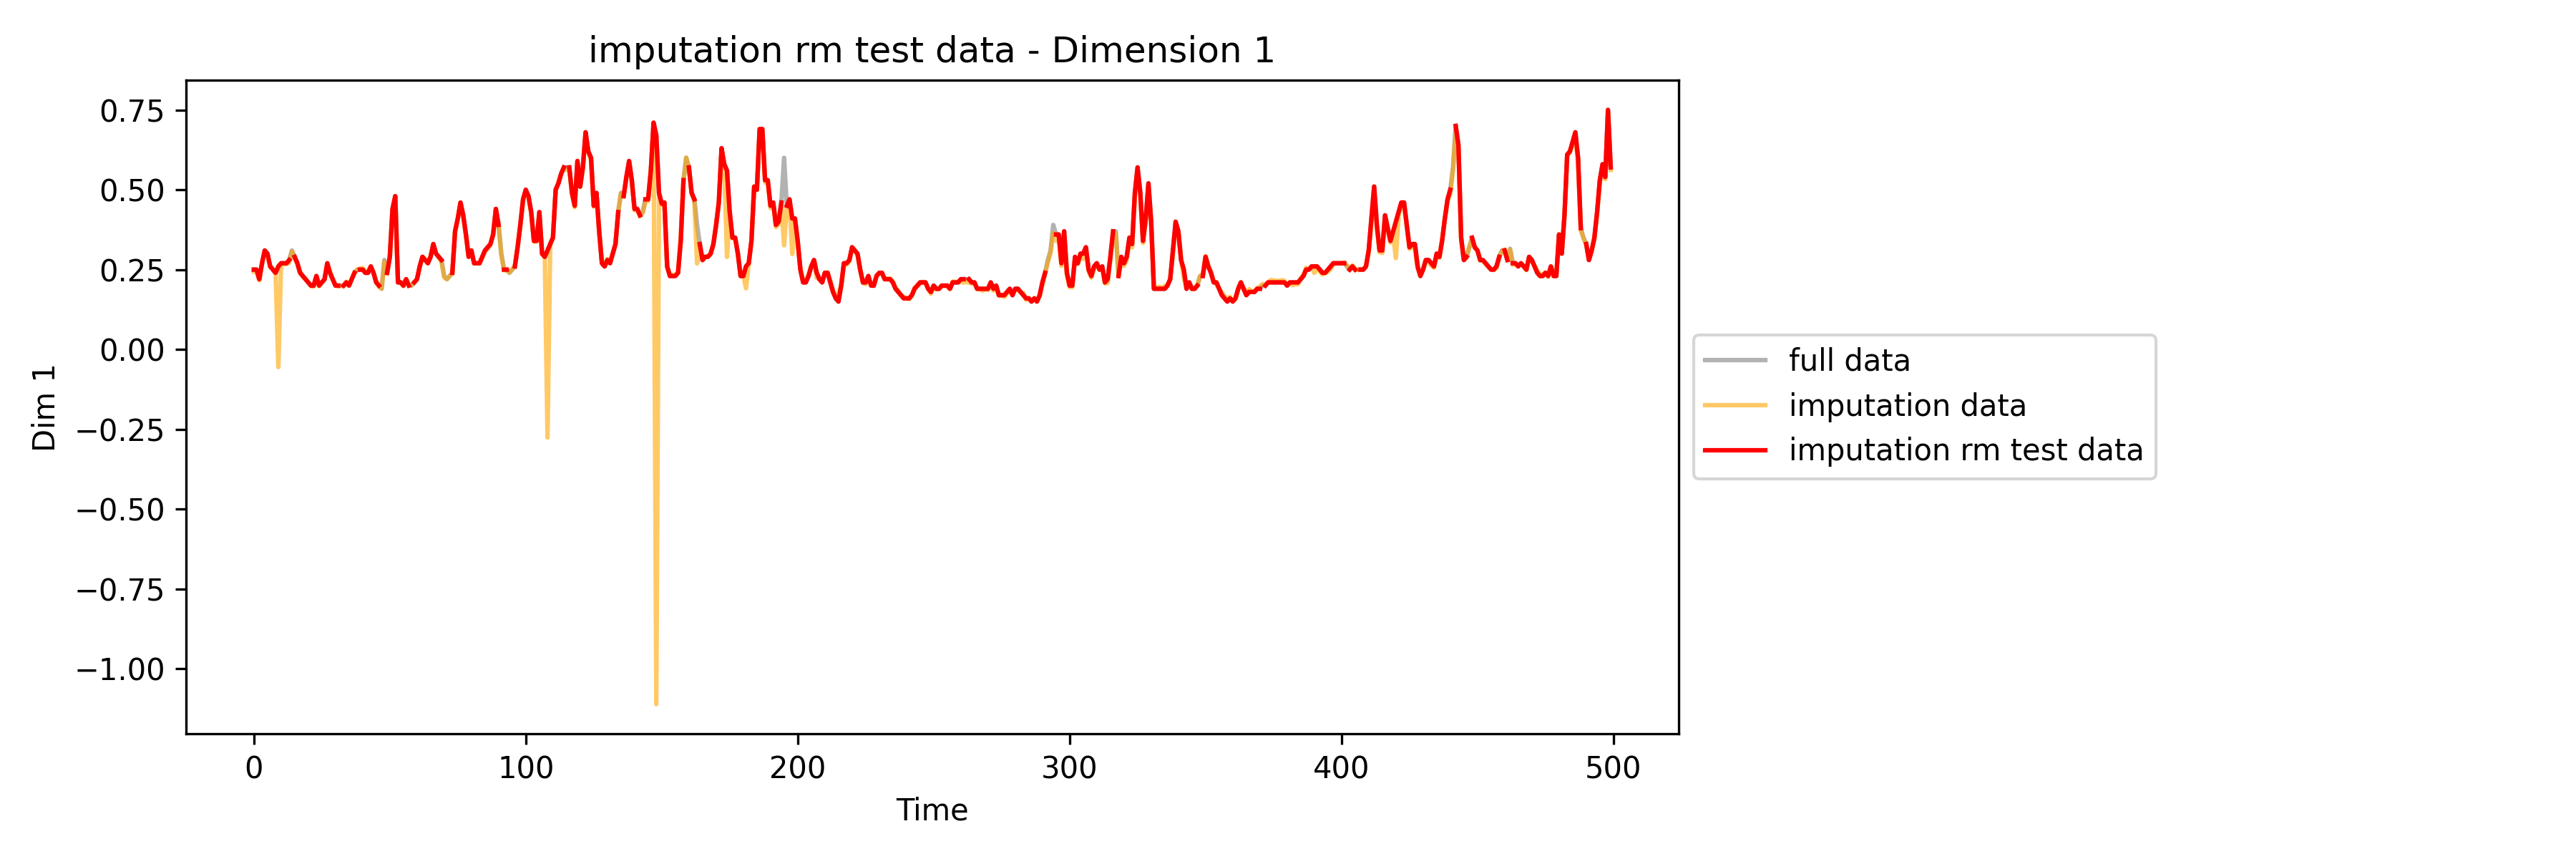 imputation rm test data - Dimension 1
0.75
0.50
0.25
0.00
−0.25
−0.50
−0.75
−1.00
Dim 1
0 100 200 300 400 500
Time
full data
imputation data
imputation rm test data